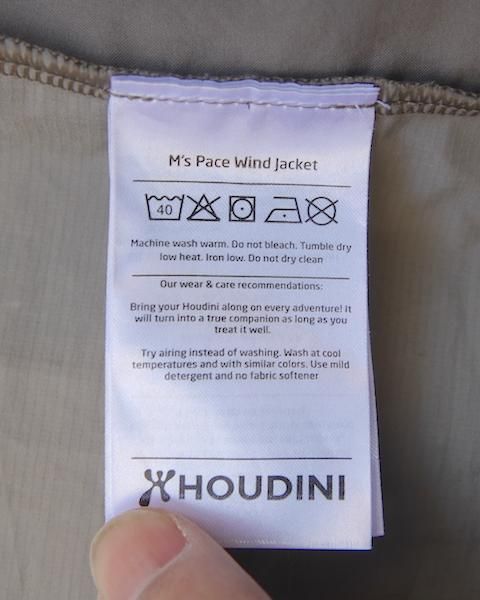 M's Pace Wind Jacket
40
Machine wash warm. Do not bleach. Tumble dry
low heat. Iron low. Do not dry clean
Our wear & care recommendations:
Bring your Houdini along on every adventure! It
will turn into a true companion as long as you
treat it well.
Try airing instead of washing. Wash at cool
temperatures and with similar colors. Use mild
detergent and no fabric softener
HOUDINI